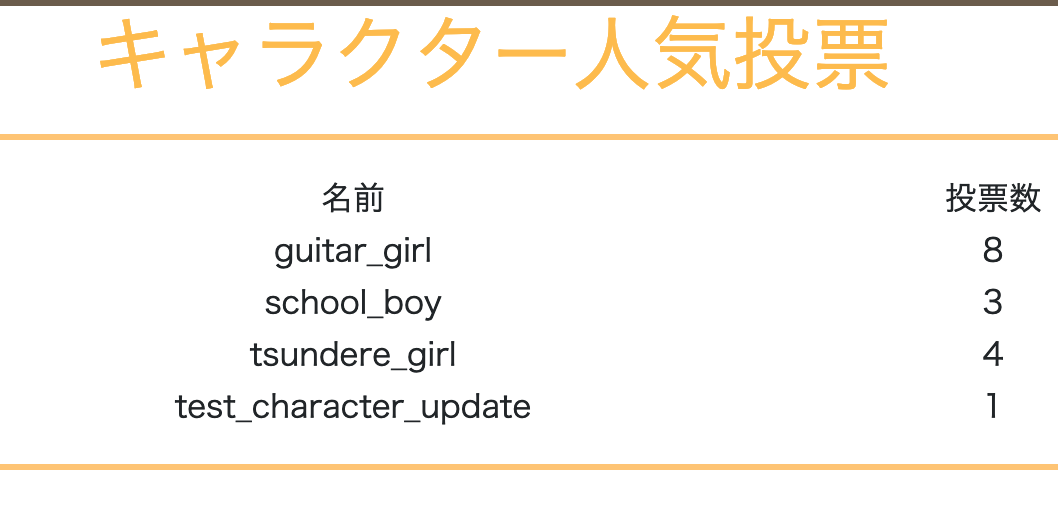 キャラクター人気投票
名前 投票数
guitar_girl 8
school_boy 3
tsundere_girl 4
test_character_update 1